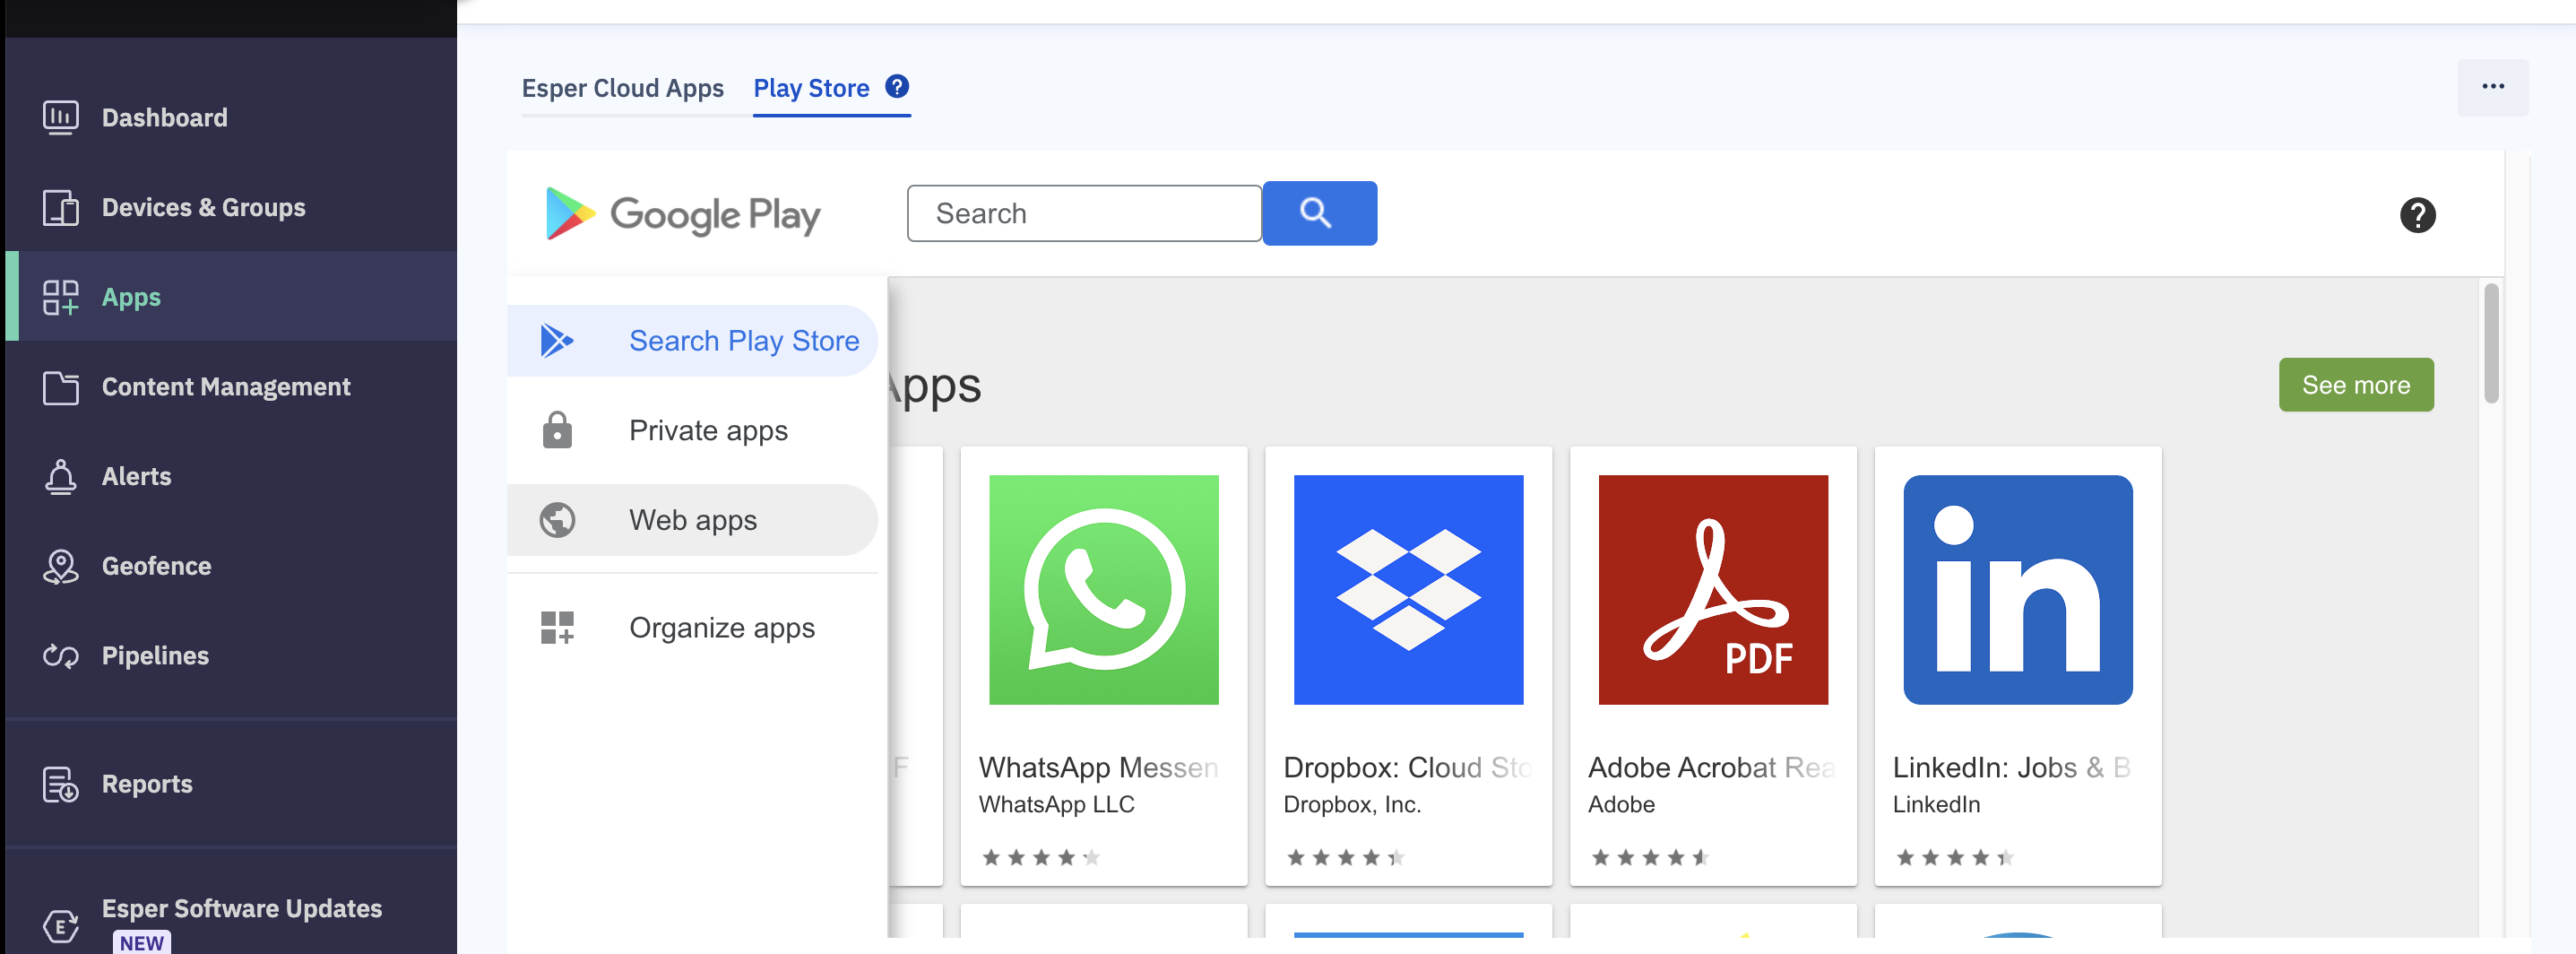 Esper Cloud Apps
Play Store
?
...
Dashboard
Devices & Groups
Apps
Content Management
Alerts
Geofence
Pipelines
Reports
Esper Software Updates
NEW
Google Play
Search
?
Search Play Store
Private apps
Web apps
Organize apps
Apps
See more
F
WhatsApp Messen
WhatsApp LLC
Dropbox: Cloud Sto
Dropbox, Inc.
PDF
Adobe Acrobat Rea
Adobe
in
LinkedIn: Jobs & B
LinkedIn